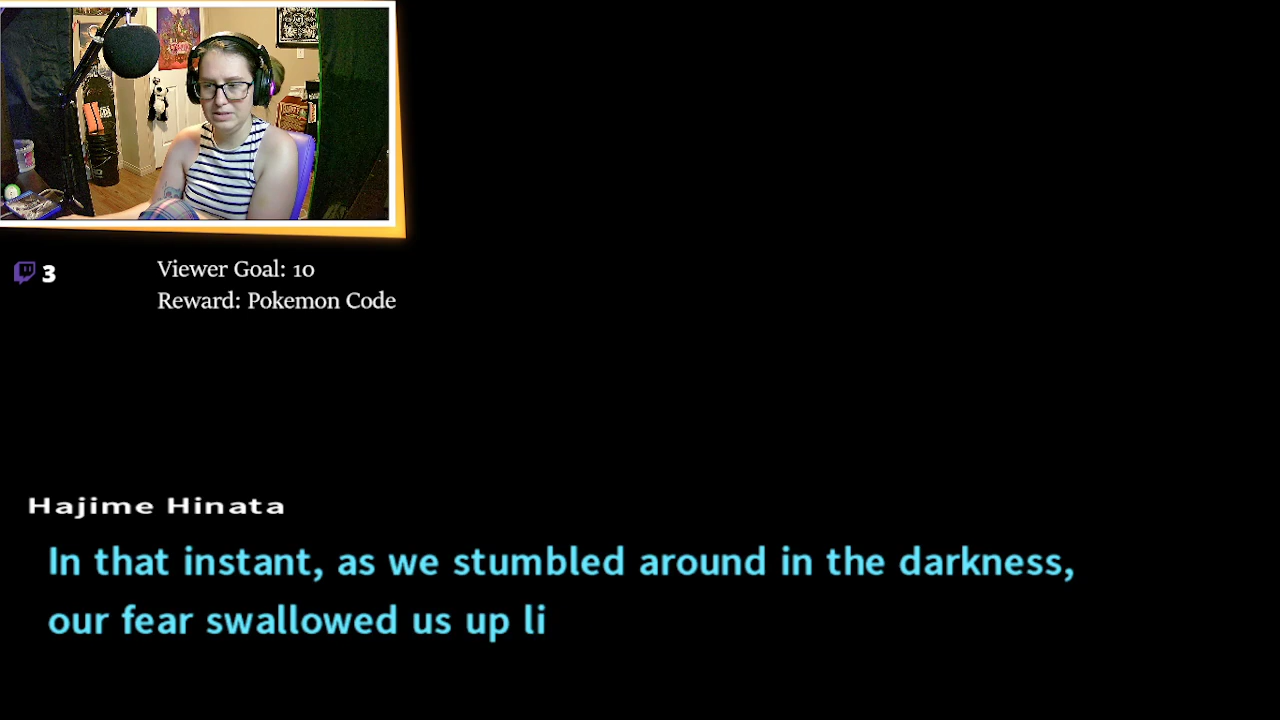 3
Viewer Goal: 10
Reward: Pokemon Code
Hajime Hinata
In that instant, as we stumbled around in the darkness,
our fear swallowed us up li